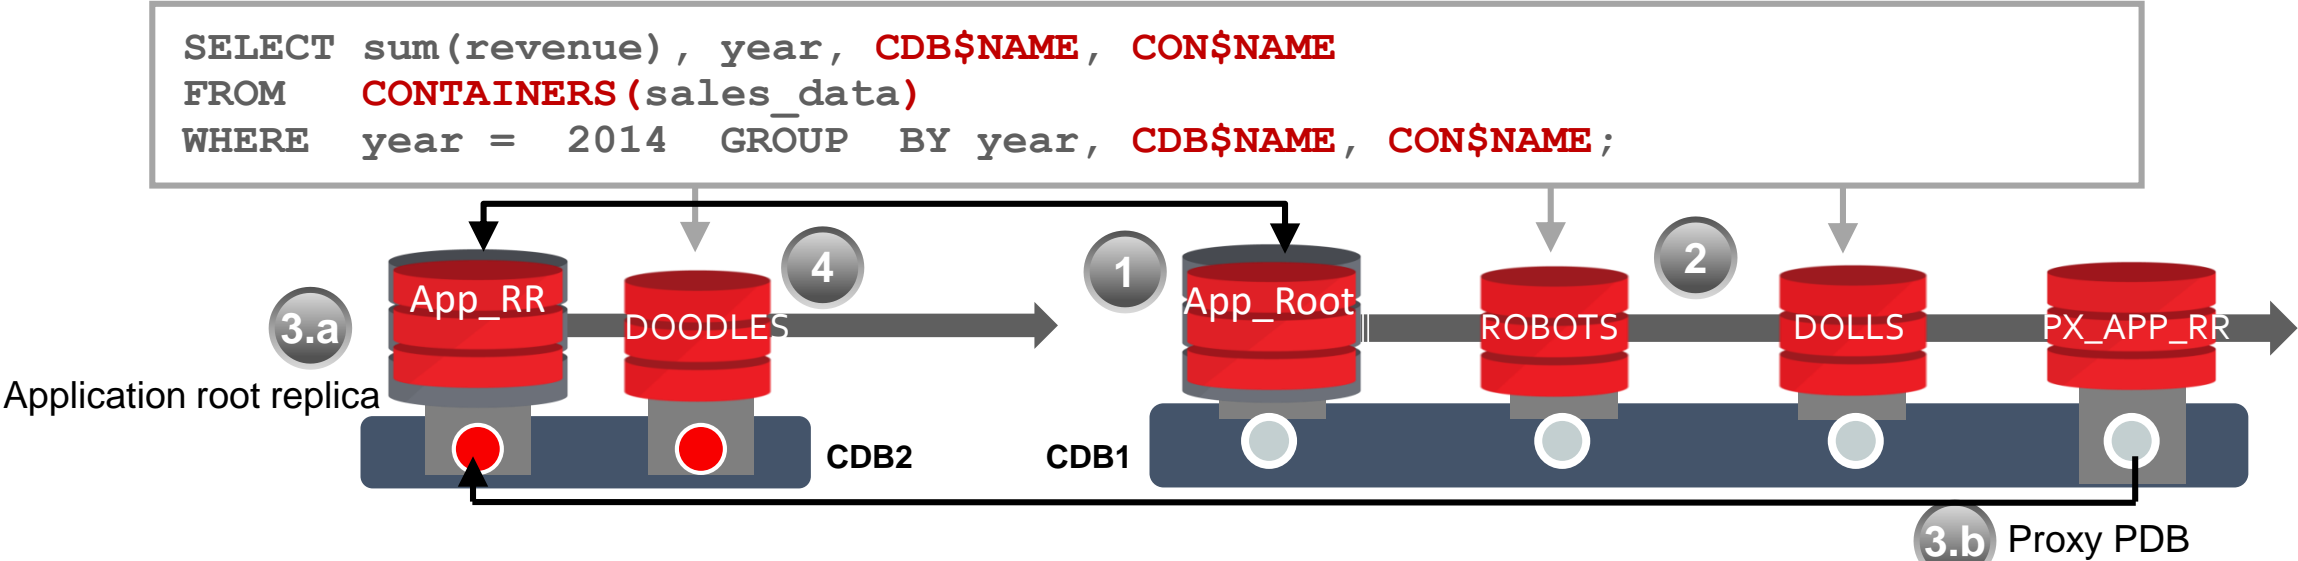 SELECT sum(revenue), year, CDB$NAME, CON$NAME
FROM CONTAINERS(sales_data)
WHERE year = 2014 GROUP BY year, CDB$NAME, CON$NAME;
4
1
2
App_RR
App_Root
3.a
DOODLES
ROBOTS
DOLLS
PX_APP_RR
Application root replica
CDB2
CDB1
3.b
Proxy PDB